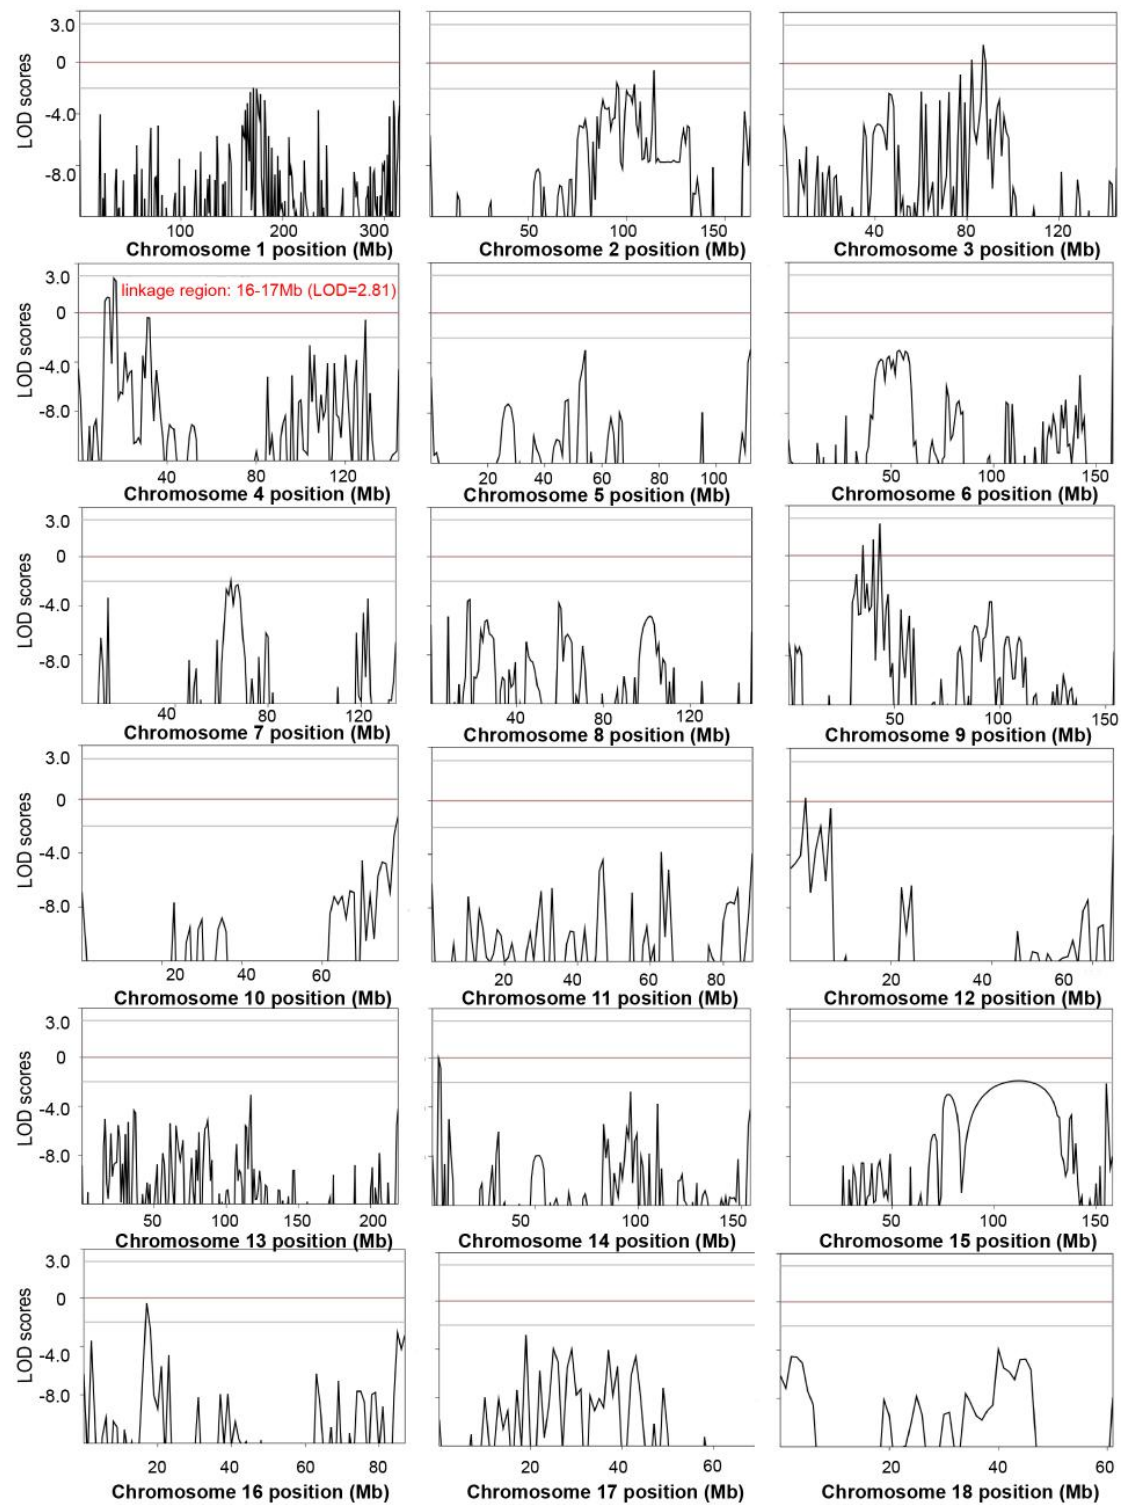 LOD scores
3.0
0
-4.0
-8.0
100 200 300
Chromosome 1 position (Mb)
50 100 150
Chromosome 2 position (Mb)
40 80 120
Chromosome 3 position (Mb)
LOD scores
3.0
0
-4.0
-8.0
linkage region: 16-17Mb (LOD=2.81)
40 80 120
Chromosome 4 position (Mb)
20 40 60 80 100
Chromosome 5 position (Mb)
50 100 150
Chromosome 6 position (Mb)
LOD scores
3.0
0
-4.0
-8.0
40 80 120
Chromosome 7 position (Mb)
40 80 120
Chromosome 8 position (Mb)
50 100 150
Chromosome 9 position (Mb)
LOD scores
3.0
0
-4.0
-8.0
20 40 60
Chromosome 10 position (Mb)
20 40 60 80
Chromosome 11 position (Mb)
20 40 60
Chromosome 12 position (Mb)
LOD scores
3.0
0
-4.0
-8.0
50 100 150 200
Chromosome 13 position (Mb)
50 100 150
Chromosome 14 position (Mb)
50 100 150
Chromosome 15 position (Mb)
LOD scores
3.0
0
-4.0
-8.0
20 40 60 80
Chromosome 16 position (Mb)
20 40 60
Chromosome 17 position (Mb)
20 40 60
Chromosome 18 position (Mb)